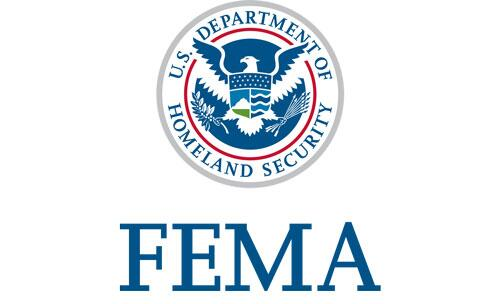 U.S. DEPARTMENT OF
HOMELAND SECURITY
FEMA